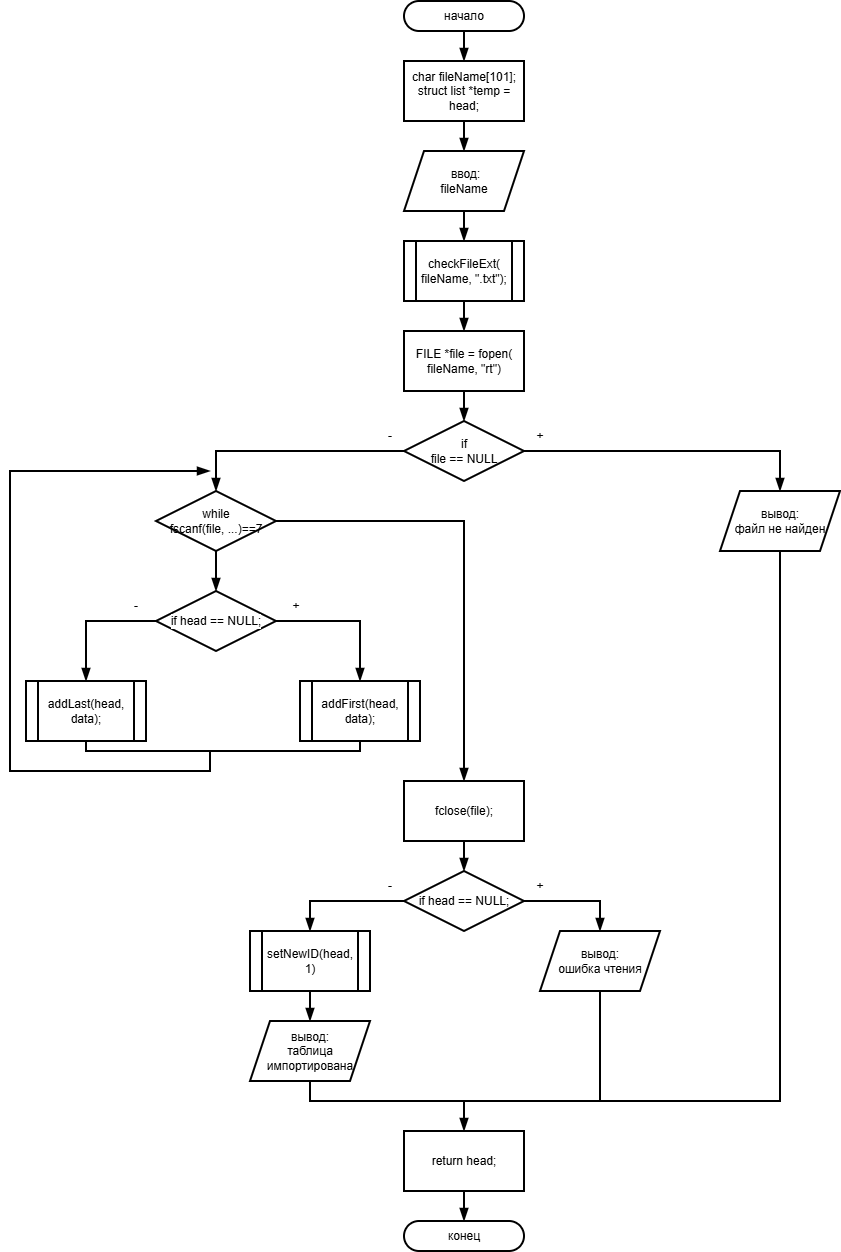 начало
char fileName[101];
struct list *temp =
head;
ввод:
fileName
checkFileExt(
fileName, ".txt");
FILE *file = fopen(
fileName, "rt")
if
file == NULL
-
+
while
fscanf(file, ...)==7
вывод:
файл не найден
if head == NULL;
-
+
addLast(head,
data);
addFirst(head,
data);
fclose(file);
if head == NULL;
-
+
setNewID(head,
1)
вывод:
ошибка чтения
вывод:
таблица
импортирована
return head;
конец